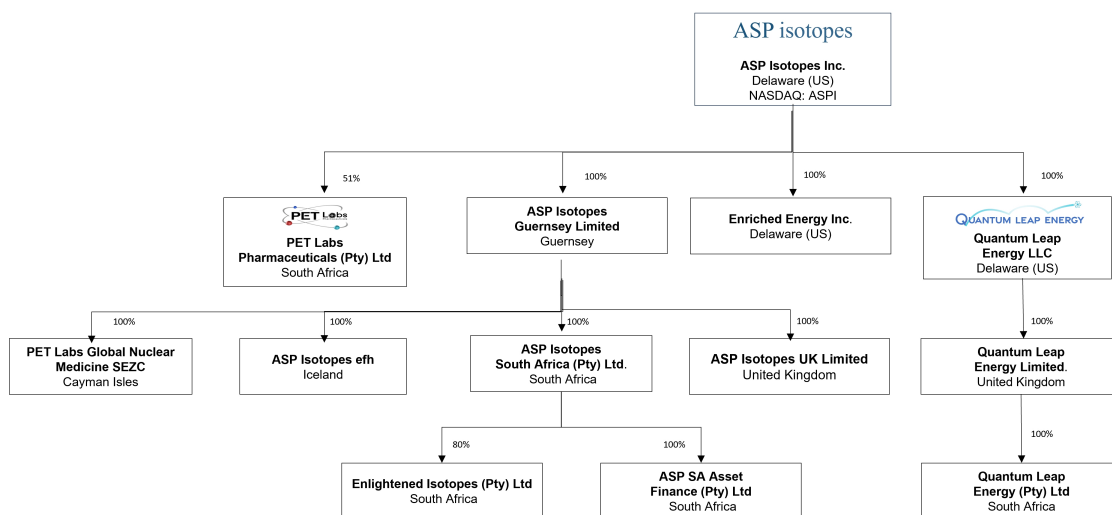 ASP isotopes
ASP Isotopes Inc.
Delaware (US)
NASDAQ: ASPI
51%
100%
100%
100%
PET Labs
PET Labs
Pharmaceuticals (Pty) Ltd
South Africa
ASP Isotopes
Guernsey Limited
Guernsey
Enriched Energy Inc.
Delaware (US)
QUANTUM LEAP ENERGY
Quantum Leap
Energy LLC
Delaware (US)
100%
100%
100%
100%
100%
PET Labs Global Nuclear
Medicine SEZC
Cayman Isles
ASP Isotopes efh
Iceland
ASP Isotopes
South Africa (Pty) Ltd.
South Africa
ASP Isotopes UK Limited
United Kingdom
Quantum Leap
Energy Limited.
United Kingdom
80%
100%
100%
Enlightened Isotopes (Pty) Ltd
South Africa
ASP SA Asset
Finance (Pty) Ltd
South Africa
Quantum Leap
Energy (Pty) Ltd
South Africa